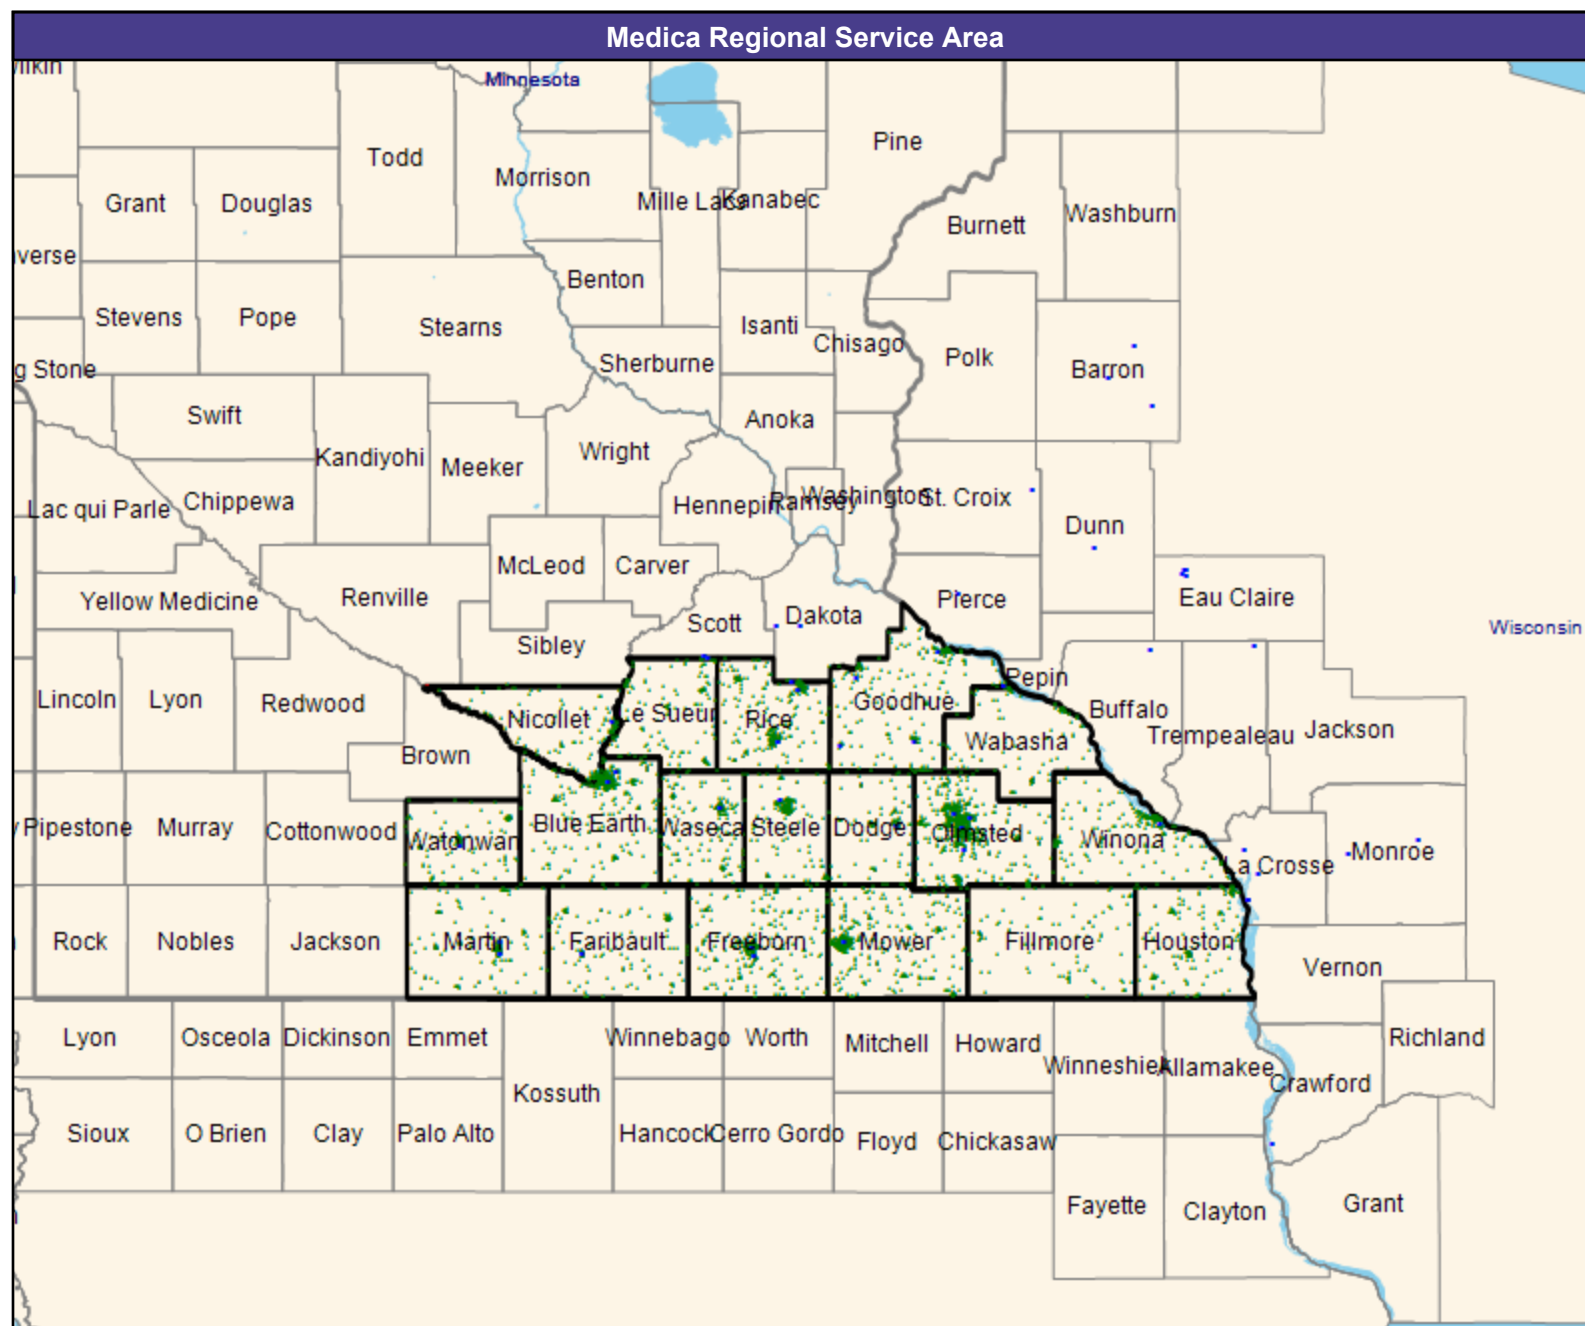 Medica Regional Service Area
Minnesota
Pine
Todd
Morrison
Mille Lacs
Kanabec
Grant
Douglas
Burnett
Washburn
Benton
Stevens
Pope
Stearns
Isanti
Chisago
Polk
Barron
Sherburne
Swift
Anoka
Kandiyohi
Meeker
Wright
Lac qui Parle
Chippewa
Hennepin
Ramsey
Washington
St. Croix
Dunn
McLeod
Carver
Yellow Medicine
Renville
Pierce
Eau Claire
Scott
Dakota
Wisconsin
Sibley
Lincoln
Lyon
Redwood
Nicollet
Le Sueur
Rice
Goodhue
Pepin
Buffalo
Trempealeau
Jackson
Brown
Wabasha
Pipestone
Murray
Cottonwood
Watonwan
Blue Earth
Waseca
Steele
Dodge
Olmsted
Winona
La Crosse
Monroe
Rock
Nobles
Jackson
Martin
Faribault
Freeborn
Mower
Fillmore
Houston
Vernon
Lyon
Osceola
Dickinson
Emmet
Winnebago
Worth
Mitchell
Howard
Winneshiek
Allamakee
Crawford
Richland
Kossuth
Sioux
O Brien
Clay
Palo Alto
Hancock
Cerro Gordo
Floyd
Chickasaw
Fayette
Clayton
Grant